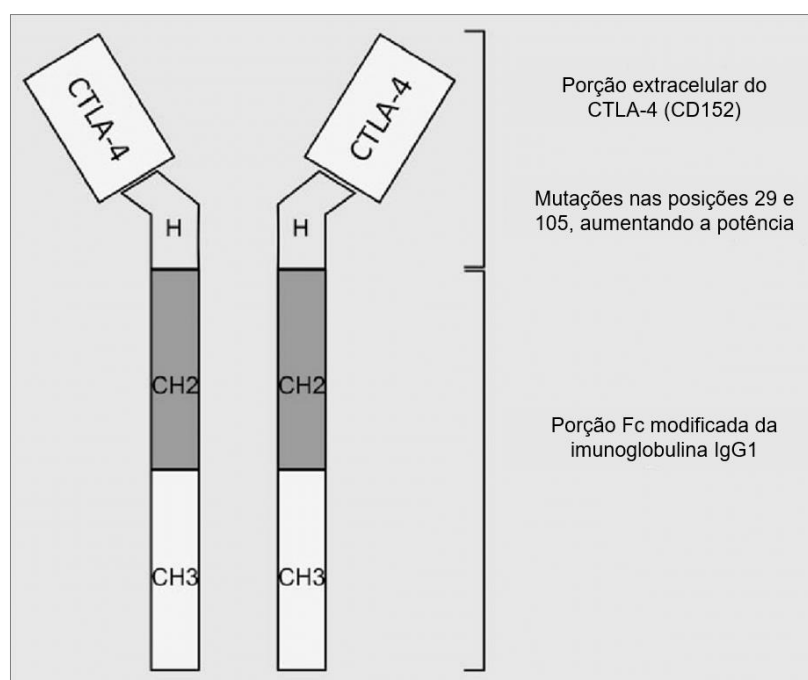 CTLA-4
CTLA-4
H
H
CH2
CH2
CH3
CH3
Porção extracelular do
CTLA-4 (CD152)
Mutações nas posições 29 e
105, aumentando a potência
Porção Fc modificada da
imunoglobulina IgG1